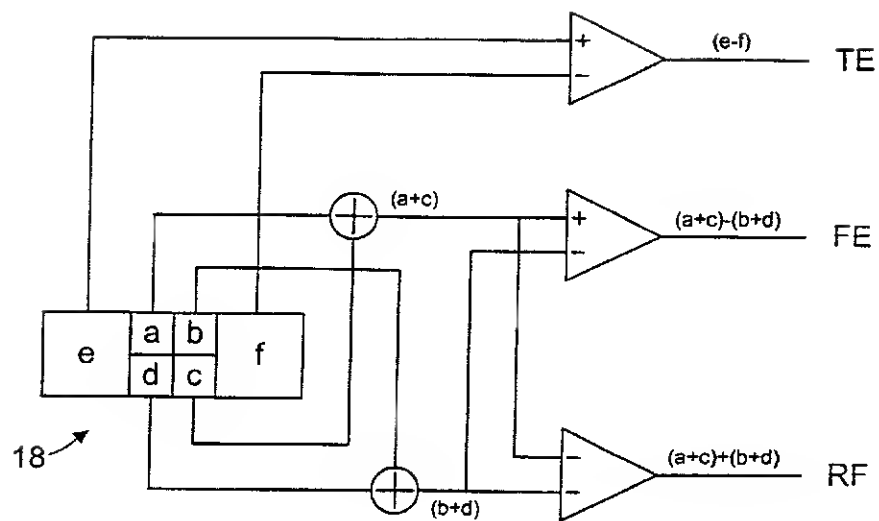 (e-f)
TE
+
−
(a+c)
+
−
(a+c)-(b+d)
FE
e
a
b
d
c
f
18
(b+d)
−
−
(a+c)+(b+d)
RF